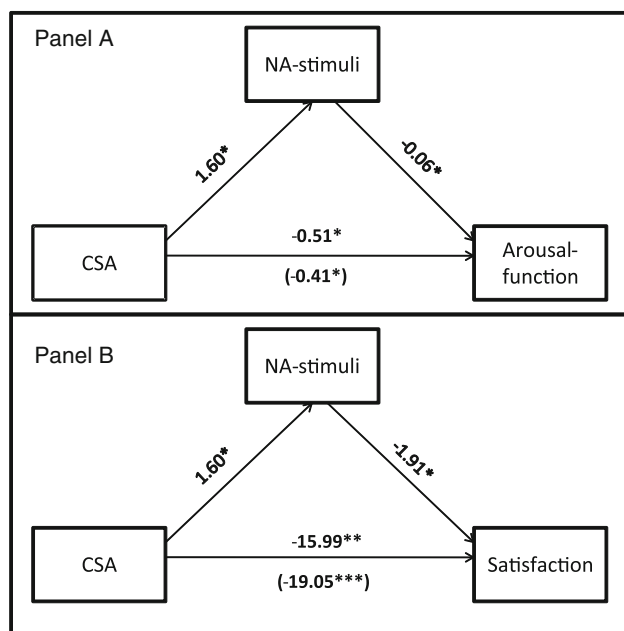 Panel A
NA-stimuli
1.60*
-0.06*
-0.51*
CSA
(-0.41*)
Arousal-
function
Panel B
NA-stimuli
1.60*
-1.91*
-15.99**
CSA
(-19.05***)
Satisfaction